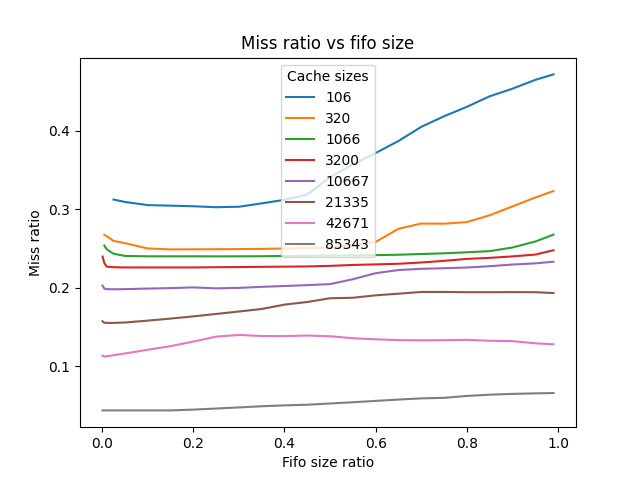 Miss ratio vs fifo size
Cache sizes
106
320
1066
3200
10667
21335
42671
85343
Miss ratio
0.4
0.3
0.2
0.1
0.0 0.2 0.4 0.6 0.8 1.0
Fifo size ratio